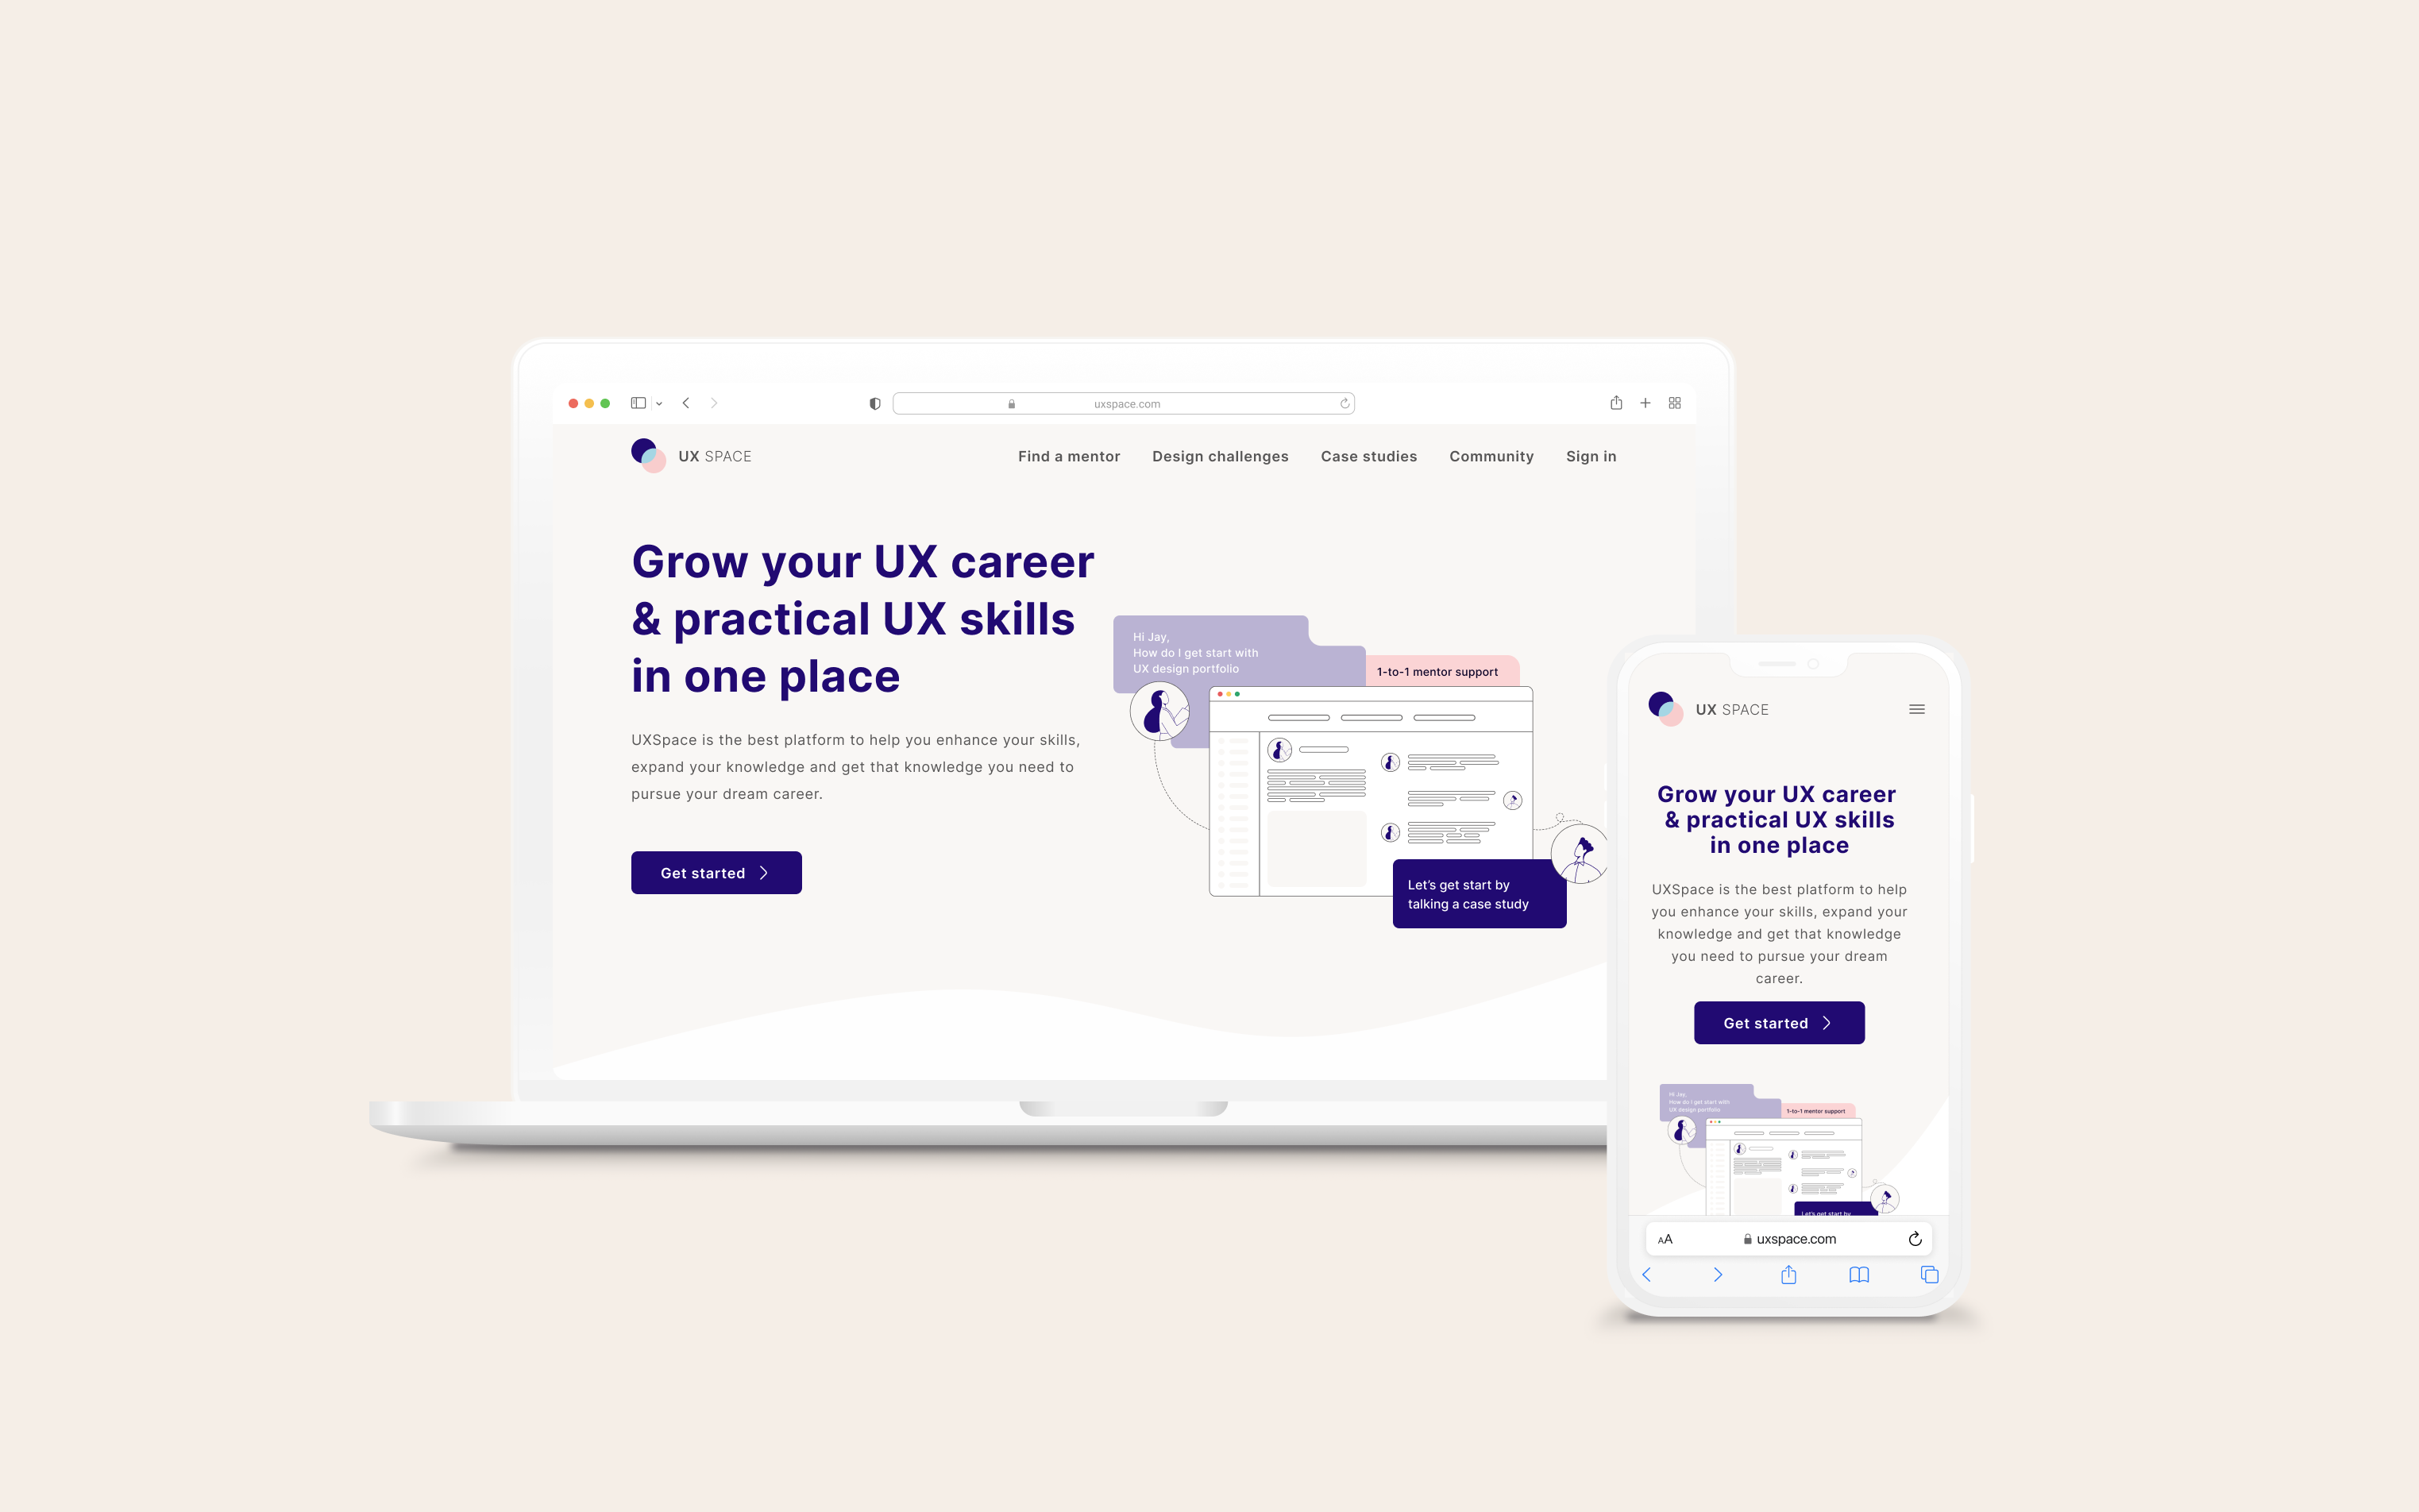 uxspace.com
UX SPACE
Find a mentor Design challenges Case studies Community Sign in
Grow your UX career
& practical UX skills
in one place
UXSpace is the best platform to help you enhance your skills,
expand your knowledge and get that knowledge you need to
pursue your dream career.
Get started
Hi Jay,
How do I get start with
UX design portfolio
1-to-1 mentor support
Let's get start by
talking a case study
UX SPACE
Grow your UX career
& practical UX skills
in one place
UXSpace is the best platform to help
you enhance your skills, expand your
knowledge and get that knowledge
you need to pursue your dream
career.
Get started
Hi Jay,
How do I get start with
UX design portfolio
1-to-1 mentor support
Let's get start by
AA uxspace.com